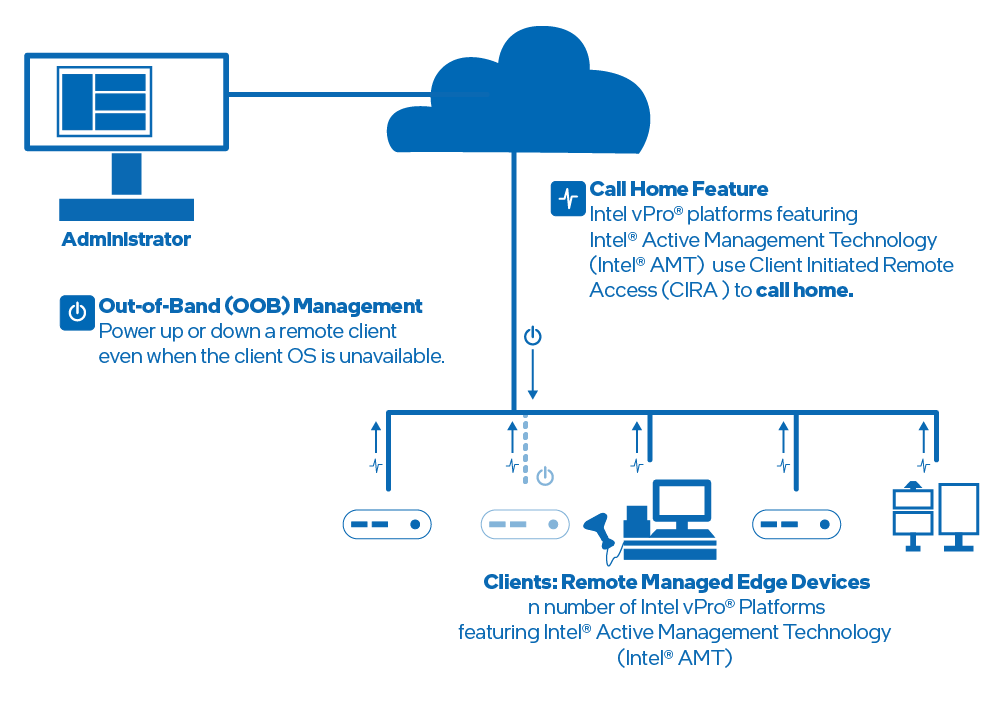 Administrator
Call Home Feature
Intel vPro® platforms featuring
Intel® Active Management Technology
(Intel® AMT)  use Client Initiated Remote
Access (CIRA ) to call home.
Out-of-Band (OOB) Management
Power up or down a remote client
even when the client OS is unavailable.
Clients: Remote Managed Edge Devices
n number of Intel vPro® Platforms
featuring Intel® Active Management Technology
(Intel® AMT)